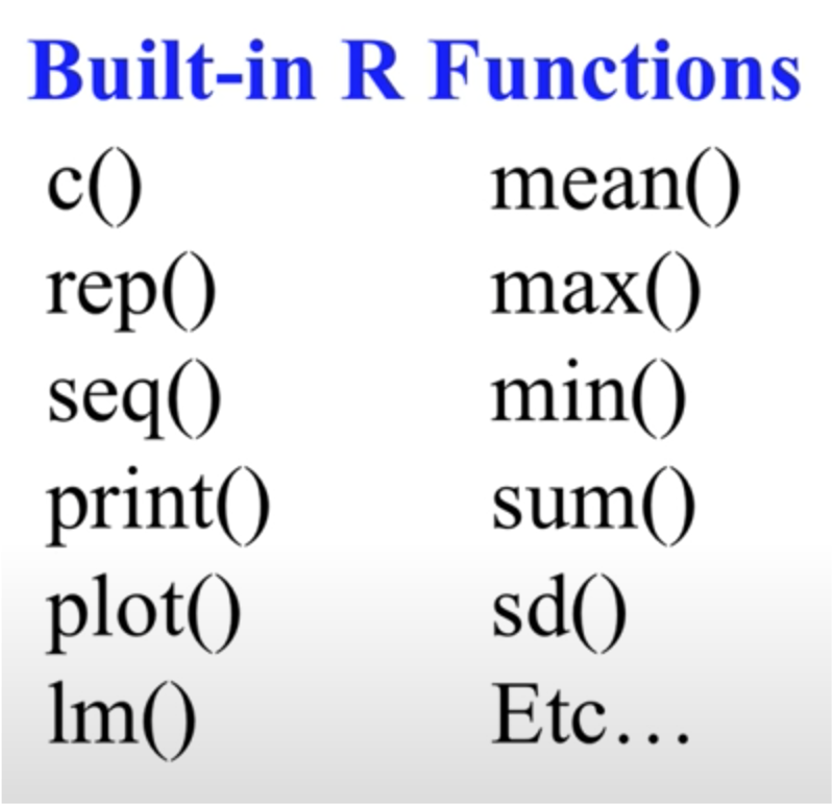 Built-in R Functions
c()
rep()
seq()
print()
plot()
lm()
mean()
max()
min()
sum()
sd()
Etc…